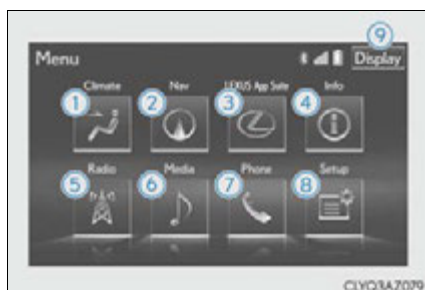 9
Menu Display
Climate Nav LEXUS App Suite Info
1 2 3 4
Radio Media Phone Setup
5 6 7 8
CLYQ3AZ079